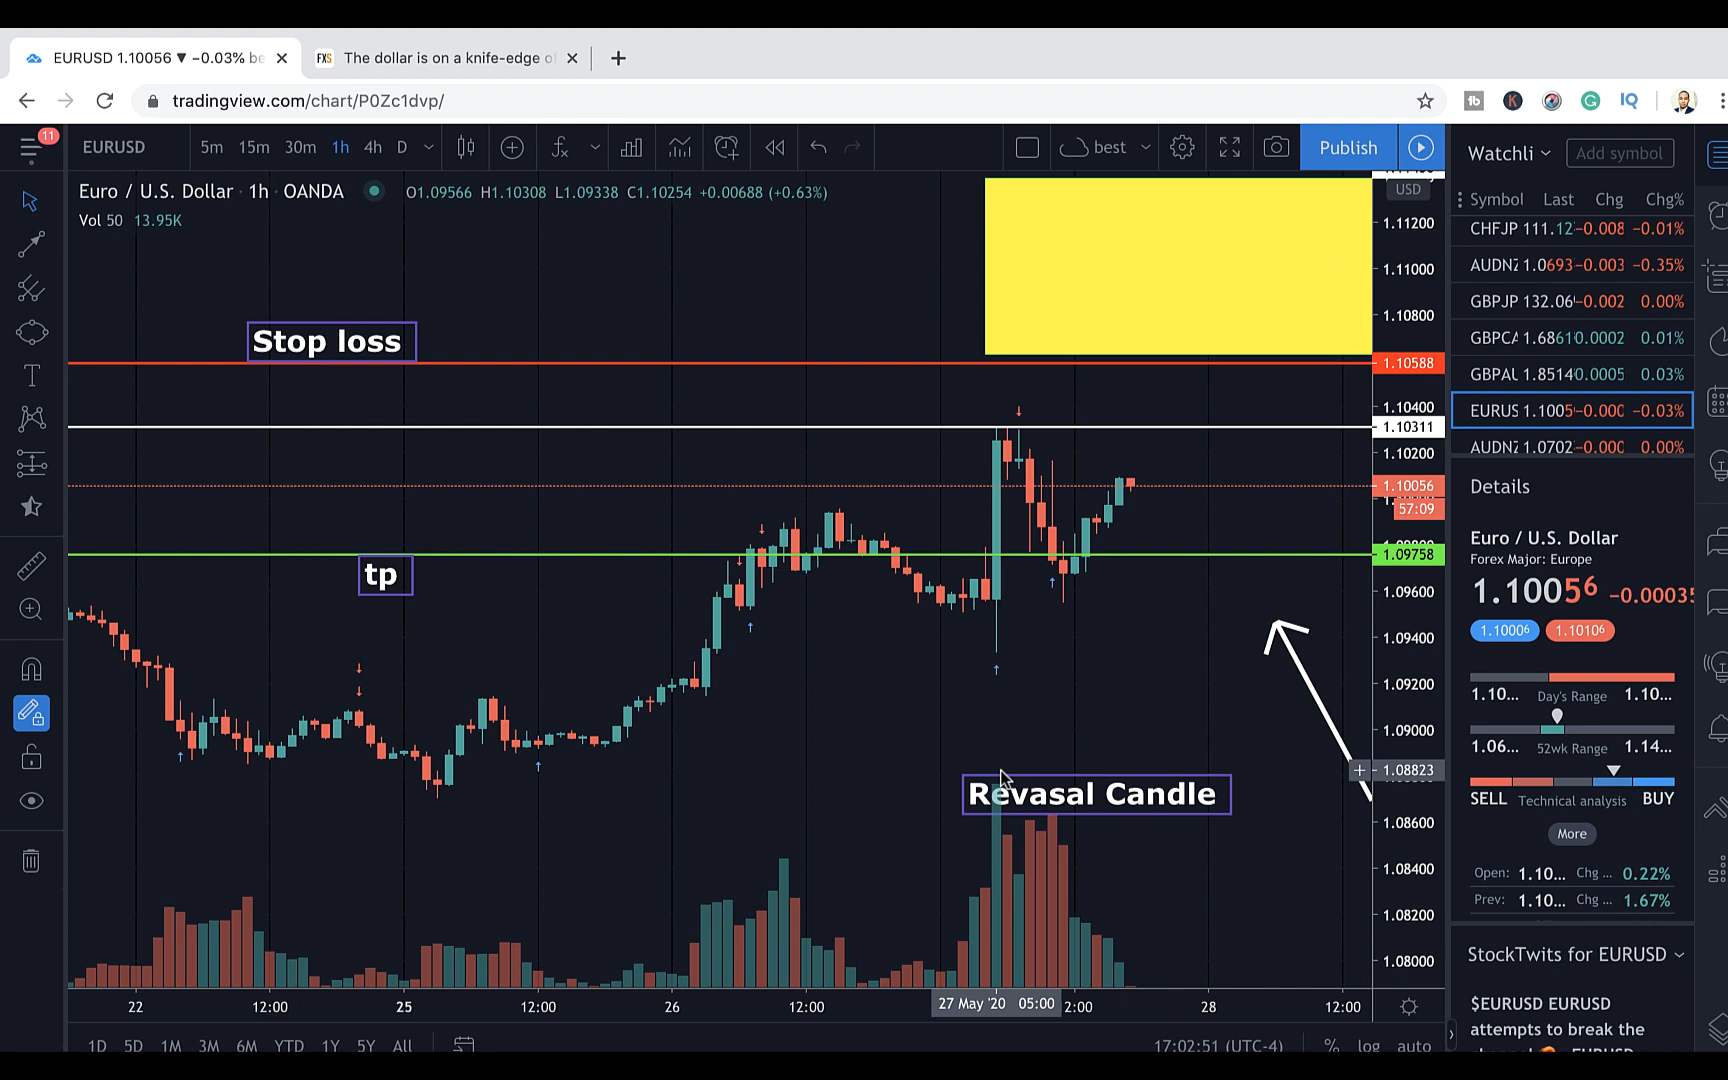 EURUSD 1.10056 ▼ −0.03% be
FXS The dollar is on a knife-edge o
tradingview.com/chart/P0Zc1dvp/
11
EURUSD 5m 15m 30m 1h 4h D
best
Publish
Watchli
Add symbol
Euro / U.S. Dollar · 1h · OANDA
O1.09566 H1.10308 L1.09338 C1.10254 +0.00688 (+0.63%)
Vol 50 13.95K
USD
1.11200
1.11000
1.10800
1.10588
1.10400
1.10311
1.10200
1.10056
57:09
1.09758
1.09600
1.09400
1.09200
1.09000
1.08823
1.08600
1.08400
1.08200
1.08000
Stop loss
tp
Revasal Candle
Symbol Last Chg Chg%
CHFJP 111.12 −0.008 −0.01%
AUDNZ 1.0693 −0.003 −0.35%
GBPJP 132.06 −0.002 0.00%
GBPCA 1.6861 0.0002 0.01%
GBPAU 1.8514 0.0005 0.03%
EURUS 1.1005 −0.000 −0.03%
AUDNZ 1.0702 −0.000 0.00%
Details
Euro / U.S. Dollar
Forex Major: Europe
1.10056 −0.00035
1.10006 1.10106
1.10... Day's Range 1.10...
1.06... 52wk Range 1.14...
SELL Technical analysis BUY
More
Open: 1.10... Chg ... 0.22%
Prev: 1.10... Chg ... 1.67%
StockTwits for EURUSD
$EURUSD EURUSD
attempts to break the
22 12:00 25 12:00 26 12:00 27 May '20 05:00 2:00 28 12:00
1D 5D 1M 3M 6M YTD 1Y 5Y All
17:02:51 (UTC-4) % log auto